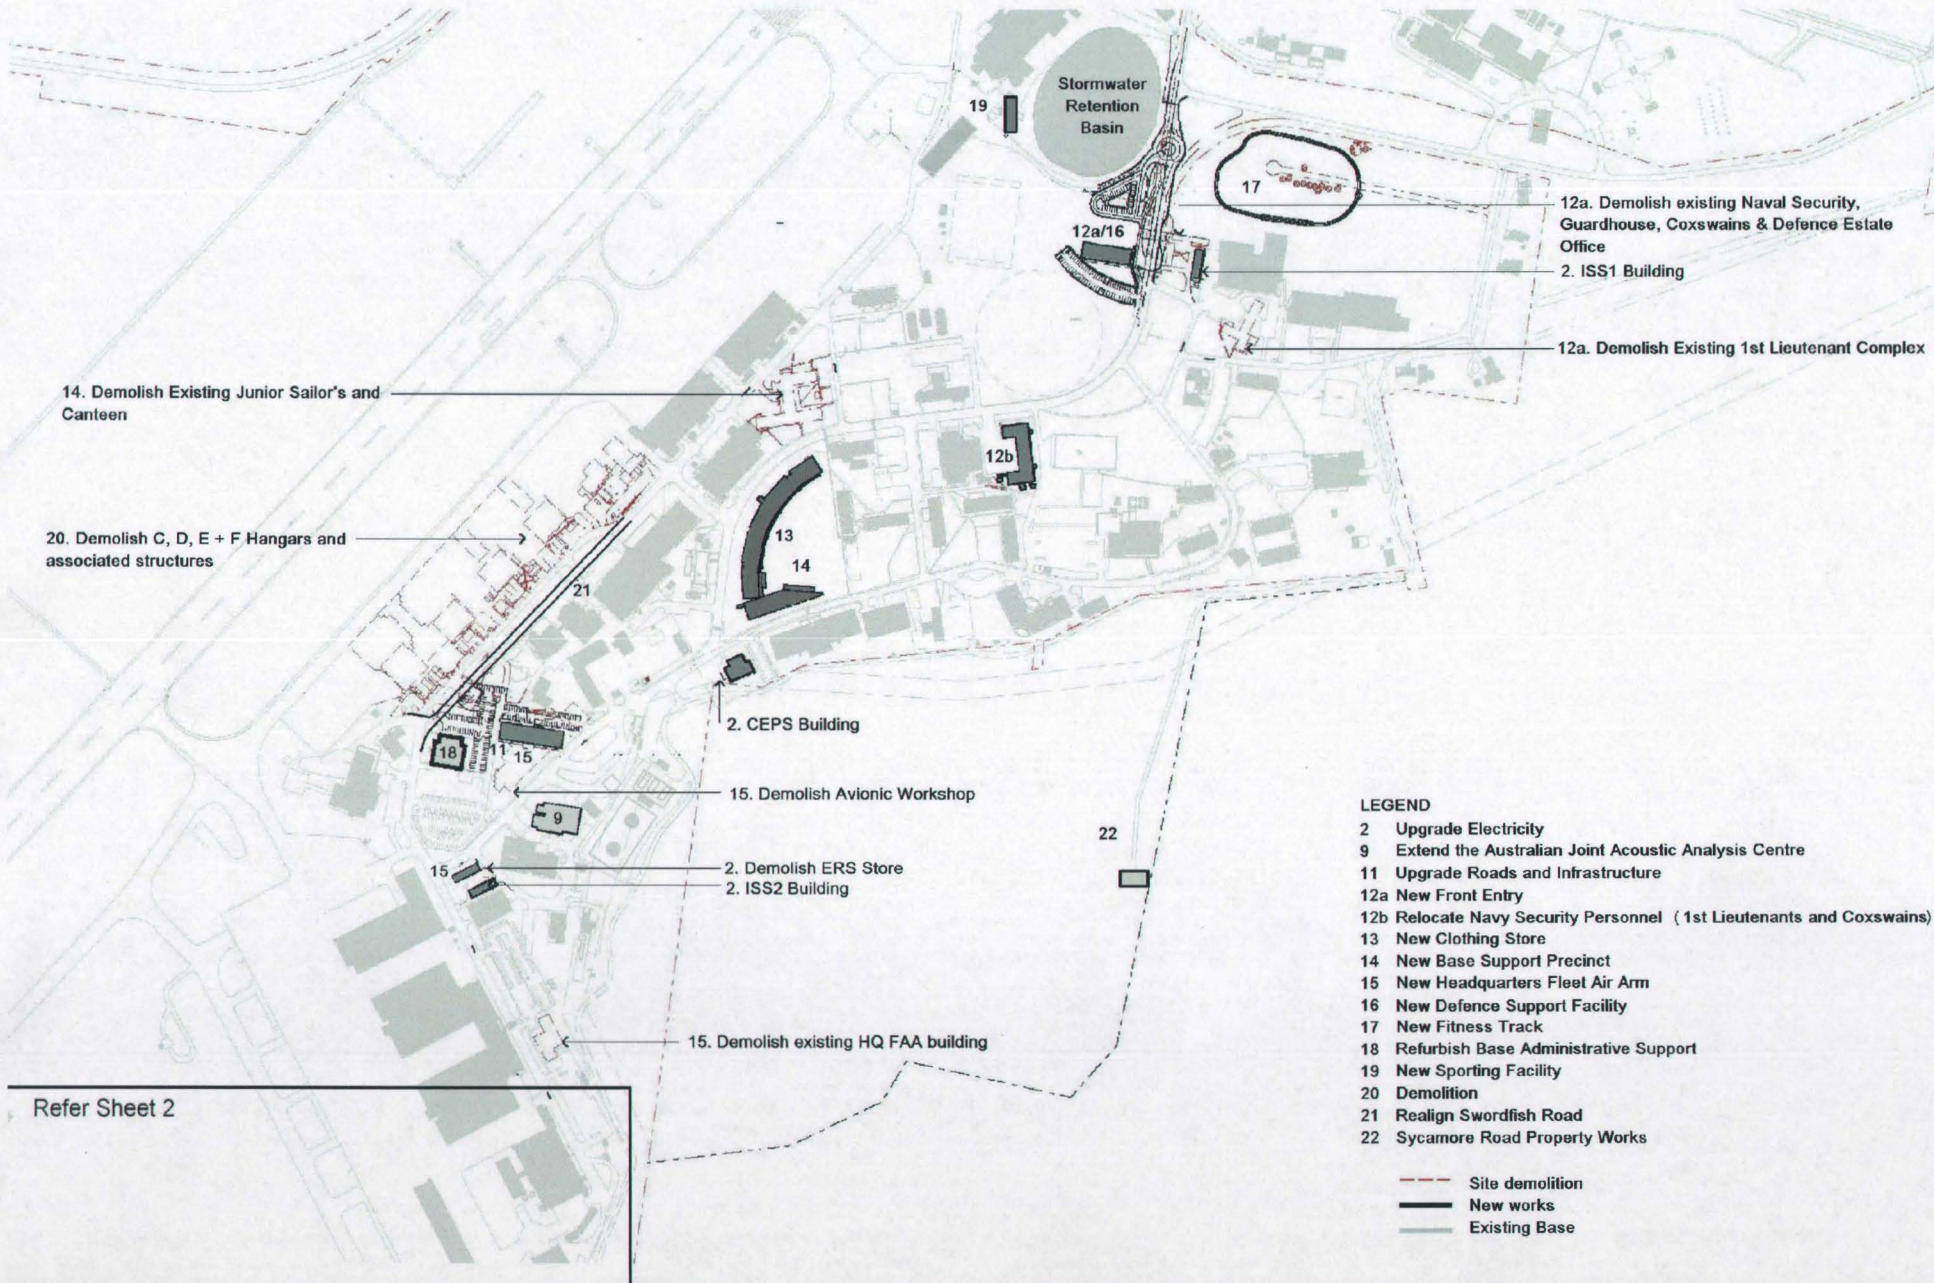 Stormwater
Retention
Basin
19
17
12a. Demolish existing Naval Security,
Guardhouse, Coxswains & Defence Estate
Office
12a/16
2. ISS1 Building
12a. Demolish Existing 1st Lieutenant Complex
14. Demolish Existing Junior Sailor's and
Canteen
12b
13
20. Demolish C, D, E + F Hangars and
associated structures
14
21
2. CEPS Building
18
11
15
15. Demolish Avionic Workshop
9
22
15
2. Demolish ERS Store
2. ISS2 Building
15. Demolish existing HQ FAA building
Refer Sheet 2
LEGEND
2 Upgrade Electricity
9 Extend the Australian Joint Acoustic Analysis Centre
11 Upgrade Roads and Infrastructure
12a New Front Entry
12b Relocate Navy Security Personnel ( 1st Lieutenants and Coxswains)
13 New Clothing Store
14 New Base Support Precinct
15 New Headquarters Fleet Air Arm
16 New Defence Support Facility
17 New Fitness Track
18 Refurbish Base Administrative Support
19 New Sporting Facility
20 Demolition
21 Realign Swordfish Road
22 Sycamore Road Property Works
Site demolition
New works
Existing Base